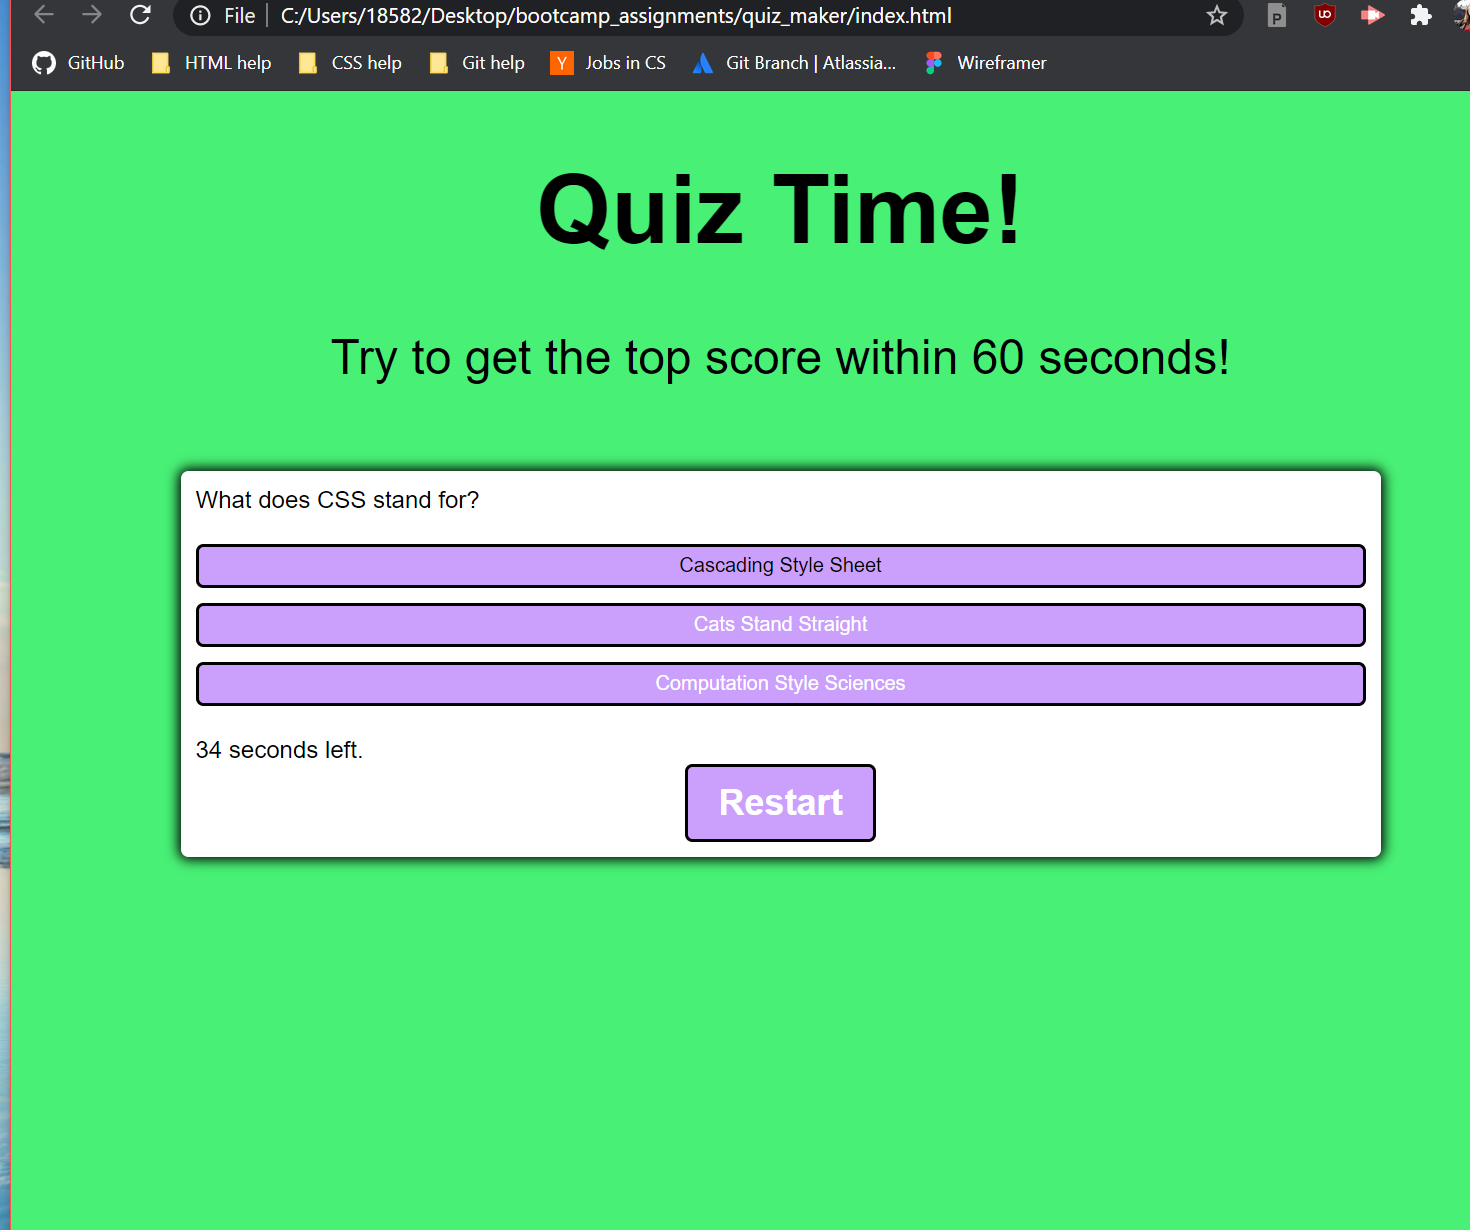 File C:/Users/18582/Desktop/bootcamp_assignments/quiz_maker/index.html
GitHub HTML help CSS help Git help Y Jobs in CS Git Branch | Atlassia... Wireframer
Quiz Time!
Try to get the top score within 60 seconds!
What does CSS stand for?
Cascading Style Sheet
Cats Stand Straight
Computation Style Sciences
34 seconds left.
Restart